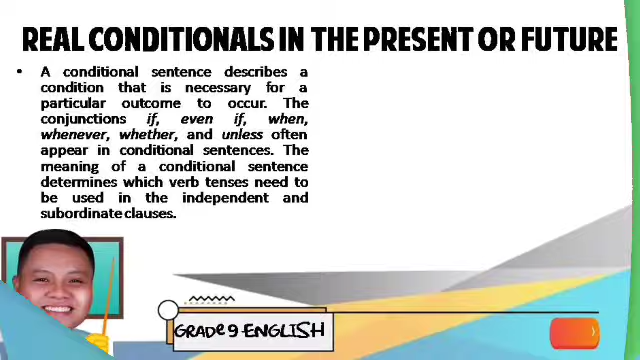 REAL CONDITIONALS IN THE PRESENT OR FUTURE
• A conditional sentence describes a
condition that is necessary for a
particular outcome to occur. The
conjunctions if, even if, when,
whenever, whether, and unless often
appear in conditional sentences. The
meaning of a conditional sentence
determines which verb tenses need to
be used in the independent and
subordinate clauses.
GRADe 9 ENGLISH